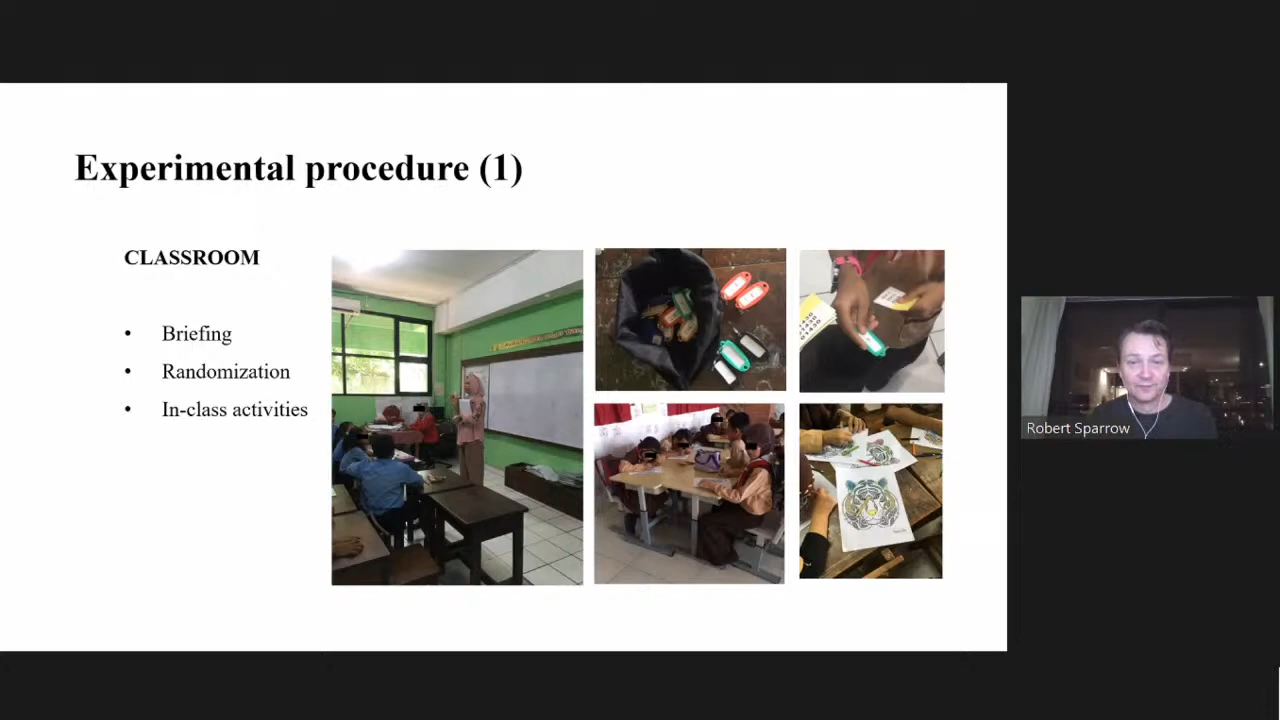 Experimental procedure (1)
CLASSROOM
• Briefing
• Randomization
• In-class activities
Robert Sparrow